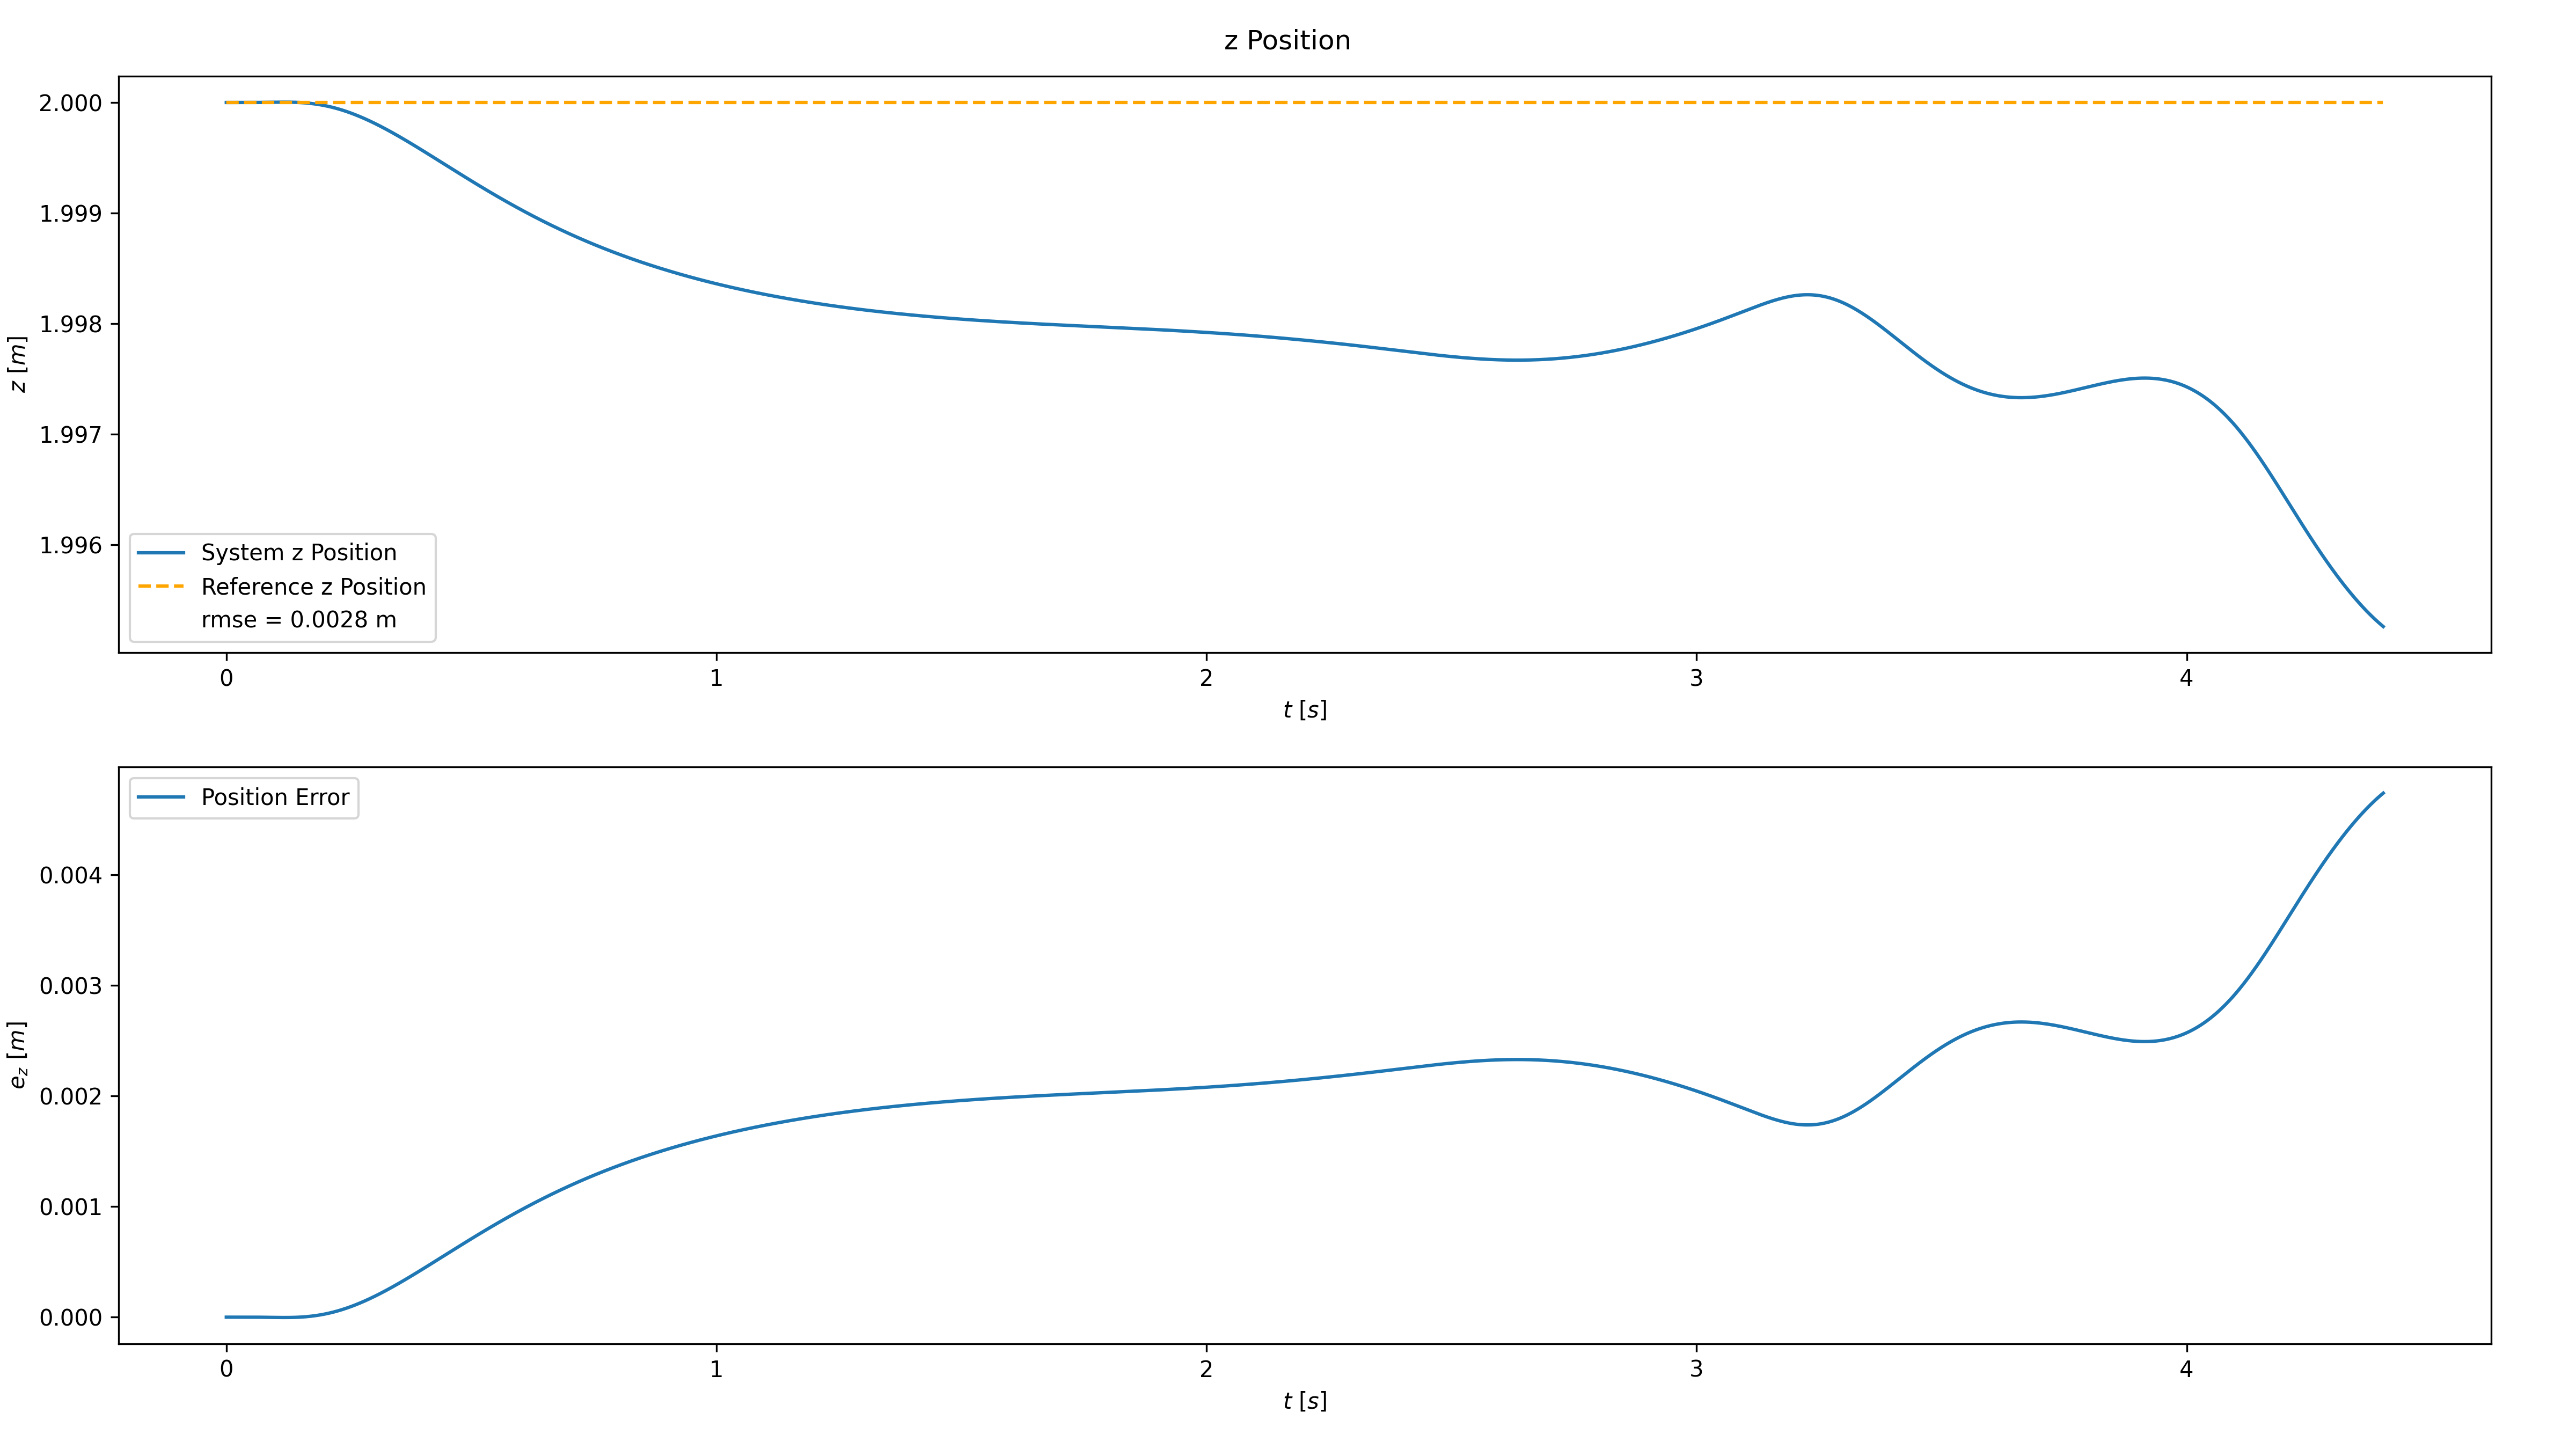 z Position
2.000
1.999
1.998
1.997
1.996
z [m]
System z Position
Reference z Position
rmse = 0.0028 m
0 1 2 3 4
t [s]
Position Error
0.004
0.003
0.002
0.001
0.000
e_z [m]
0 1 2 3 4
t [s]